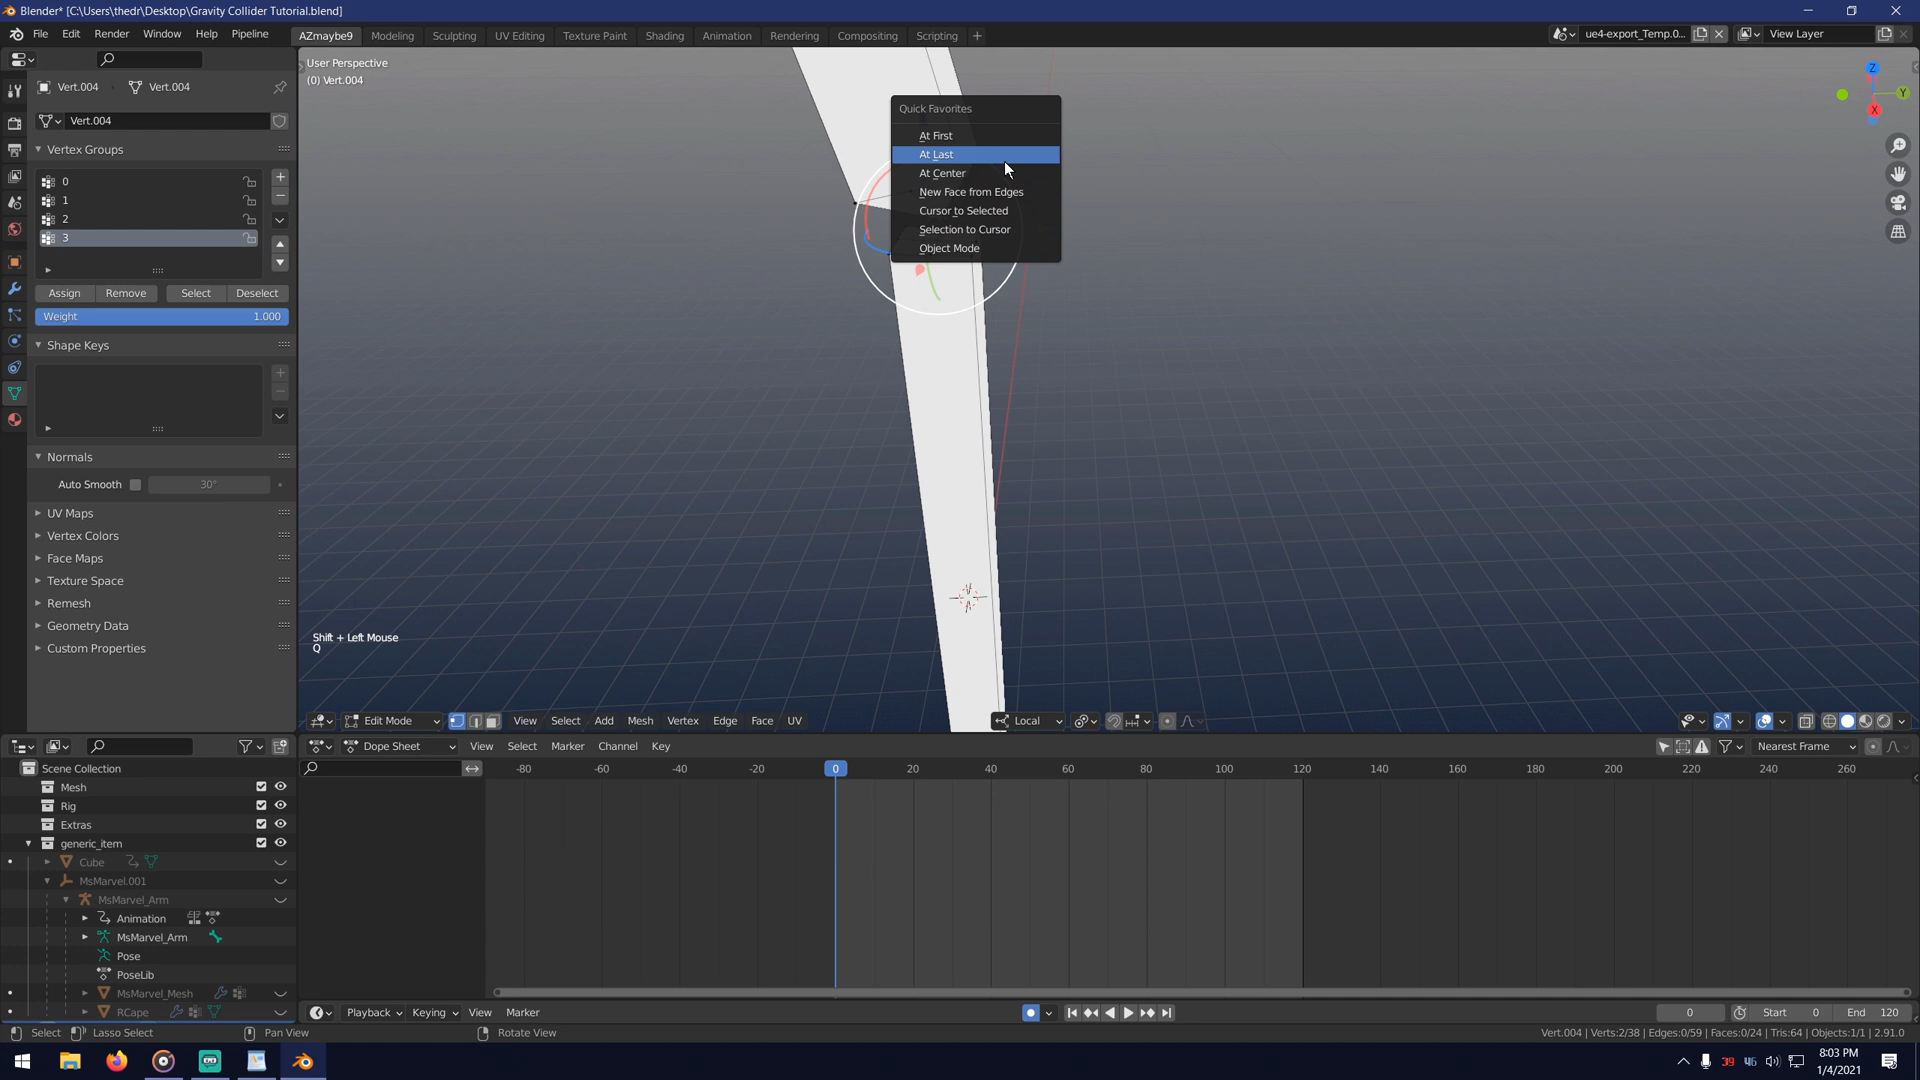 Blender* [C:\Users\thedr\Desktop\Gravity Collider Tutorial.blend]
File Edit Render Window Help Pipeline
AZmaybe9 Modeling Sculpting UV Editing Texture Paint Shading Animation Rendering Compositing Scripting +
ue4-export_Temp.0...
View Layer
Vert.004 Vert.004
Vert.004
Vertex Groups
0
1
2
3
Assign Remove Select Deselect
Weight 1.000
Shape Keys
Normals
Auto Smooth 30°
UV Maps
Vertex Colors
Face Maps
Texture Space
Remesh
Geometry Data
Custom Properties
User Perspective
(0) Vert.004
Quick Favorites
At First
At Last
At Center
New Face from Edges
Cursor to Selected
Selection to Cursor
Object Mode
Z
Y
X
Shift + Left Mouse
Q
Edit Mode View Select Add Mesh Vertex Edge Face UV Local
Dope Sheet View Select Marker Channel Key Nearest Frame
-80 -60 -40 -20 0 20 40 60 80 100 120 140 160 180 200 220 240 260
Scene Collection
Mesh
Rig
Extras
generic_item
Cube
MsMarvel.001
MsMarvel_Arm
Animation
MsMarvel_Arm
Pose
PoseLib
MsMarvel_Mesh
RCape
Playback Keying View Marker
0 Start 0 End 120
Select Lasso Select Pan View Rotate View
Vert.004 | Verts:2/38 | Edges:0/59 | Faces:0/24 | Tris:64 | Objects:1/1 | 2.91.0
39 46
8:03 PM
1/4/2021